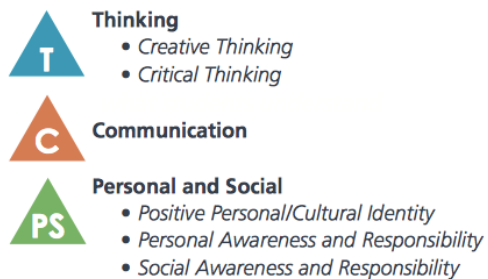 Thinking
T
• Creative Thinking
• Critical Thinking
C
Communication
Personal and Social
PS
• Positive Personal/Cultural Identity
• Personal Awareness and Responsibility
• Social Awareness and Responsibility